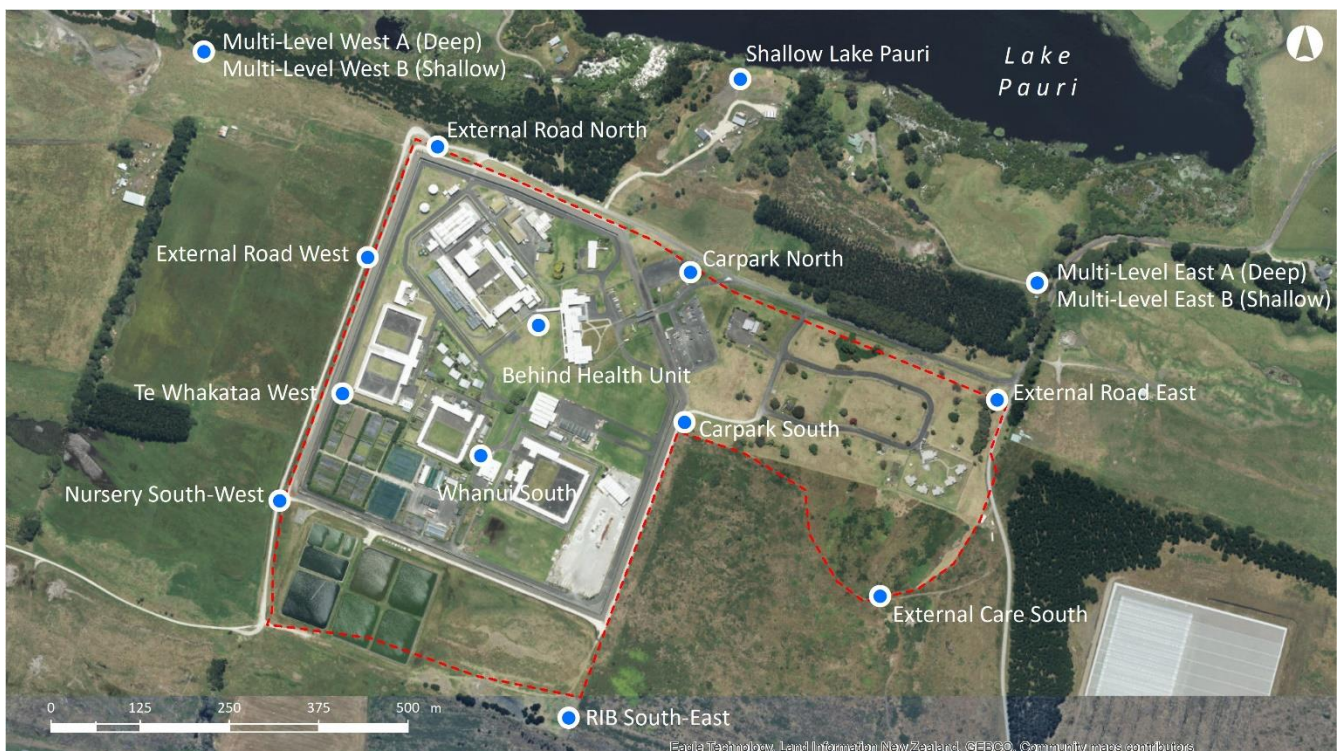 Multi-Level West A (Deep)
Multi-Level West B (Shallow)
Shallow Lake Pauri
Lake
Pauri
External Road North
External Road West
Carpark North
Multi-Level East A (Deep)
Multi-Level East B (Shallow)
Behind Health Unit
Te Whakataa West
External Road East
Carpark South
Nursery South-West
Whanui South
External Care South
0 125 250 375 500 m
RIB South-East
Eagle Technology, Land Information New Zealand, GEBCO, Community maps contributors